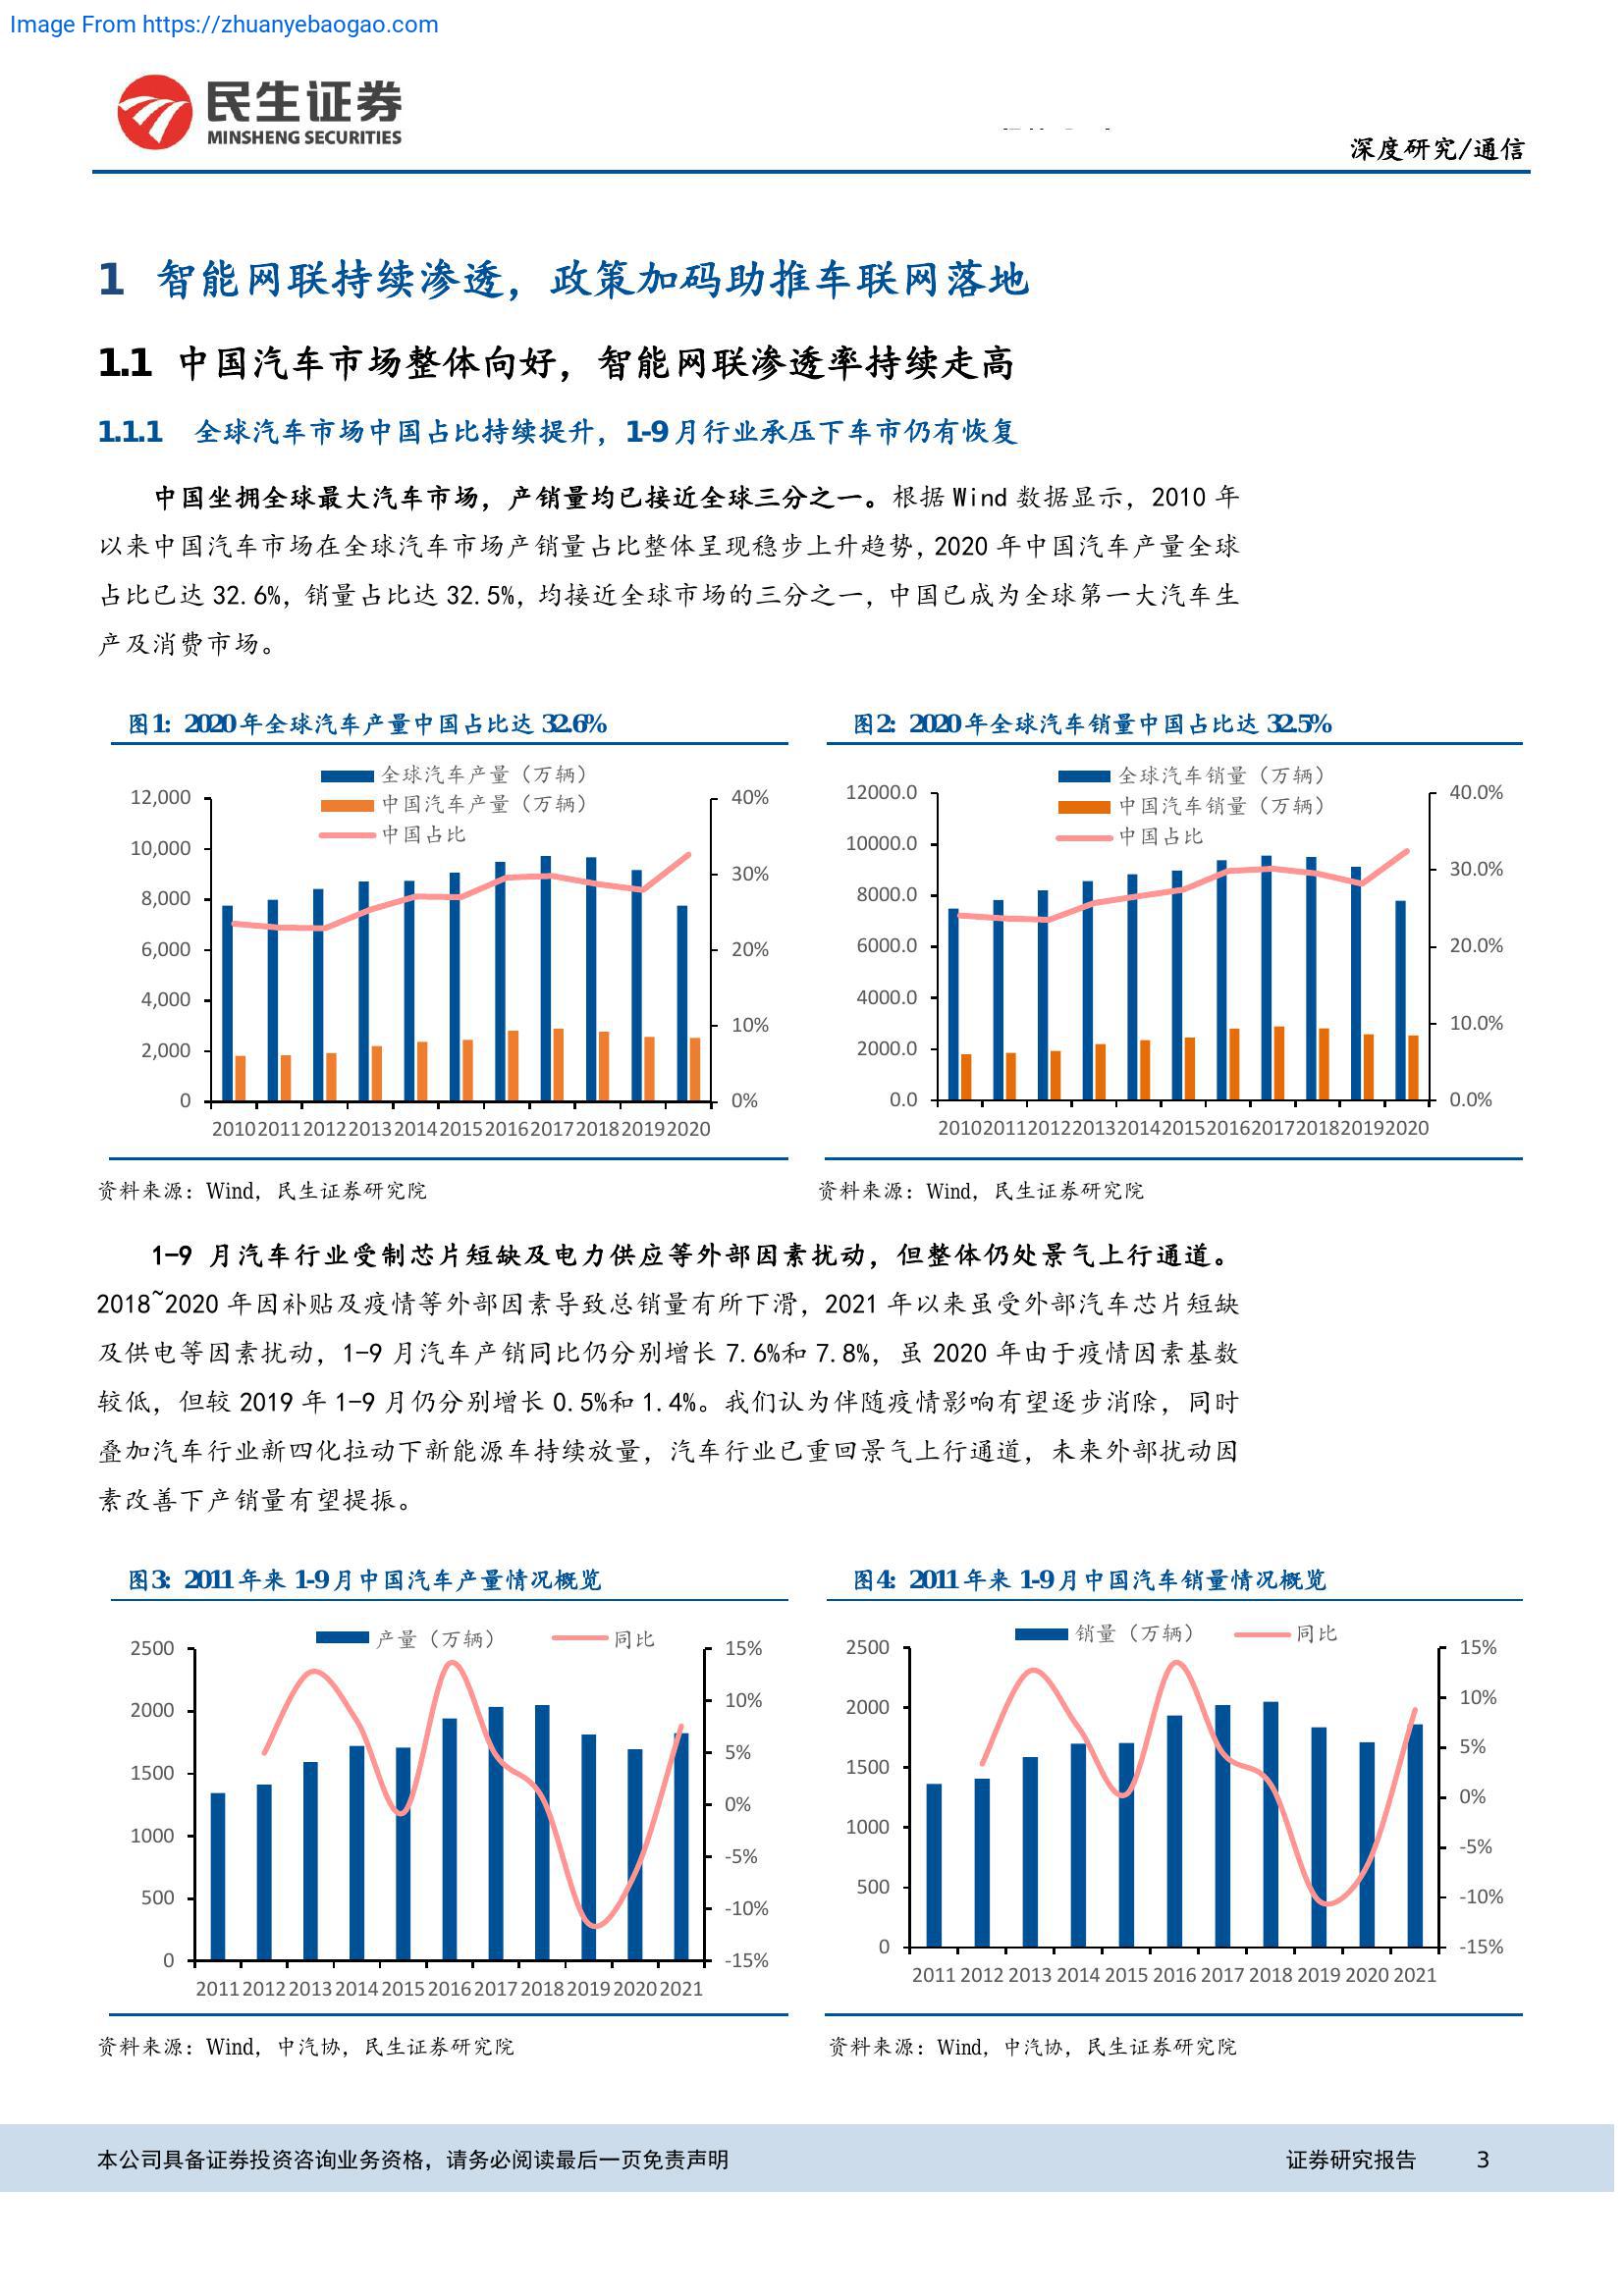 Image From https://zhuanyebaogao.com
民生证券
MINSHENG SECURITIES
深度研究/通信
1 智能网联持续渗透，政策加码助推车联网落地
1.1 中国汽车市场整体向好，智能网联渗透率持续走高
1.1.1 全球汽车市场中国占比持续提升，1-9月行业承压下车市仍有恢复
中国坐拥全球最大汽车市场，产销量均已接近全球三分之一。根据 Wind 数据显示，2010 年
以来中国汽车市场在全球汽车市场产销量占比整体呈现稳步上升趋势，2020 年中国汽车产量全球
占比已达 32.6%，销量占比达 32.5%，均接近全球市场的三分之一，中国已成为全球第一大汽车生
产及消费市场。
图1：2020年全球汽车产量中国占比达 32.6%
全球汽车产量（万辆）
中国汽车产量（万辆）
中国占比
12,000
10,000
8,000
6,000
4,000
2,000
0
40%
30%
20%
10%
0%
2010 2011 2012 2013 2014 2015 2016 2017 2018 2019 2020
资料来源：Wind，民生证券研究院
图2：2020年全球汽车销量中国占比达 32.5%
全球汽车销量（万辆）
中国汽车销量（万辆）
中国占比
12000.0
10000.0
8000.0
6000.0
4000.0
2000.0
0.0
40.0%
30.0%
20.0%
10.0%
0.0%
2010 2011 2012 2013 2014 2015 2016 2017 2018 2019 2020
资料来源：Wind，民生证券研究院
1-9 月汽车行业受制芯片短缺及电力供应等外部因素扰动，但整体仍处景气上行通道。
2018~2020 年因补贴及疫情等外部因素导致总销量有所下滑，2021 年以来虽受外部汽车芯片短缺
及供电等因素扰动，1-9 月汽车产销同比仍分别增长 7.6%和 7.8%，虽 2020 年由于疫情因素基数
较低，但较 2019 年 1-9 月仍分别增长 0.5%和 1.4%。我们认为伴随疫情影响有望逐步消除，同时
叠加汽车行业新四化拉动下新能源车持续放量，汽车行业已重回景气上行通道，未来外部扰动因
素改善下产销量有望提振。
图3：2011年来 1-9月中国汽车产量情况概览
产量（万辆）
同比
2500
2000
1500
1000
500
0
15%
10%
5%
0%
-5%
-10%
-15%
2011 2012 2013 2014 2015 2016 2017 2018 2019 2020 2021
资料来源：Wind，中汽协，民生证券研究院
图4：2011年来 1-9月中国汽车销量情况概览
销量（万辆）
同比
2500
2000
1500
1000
500
0
15%
10%
5%
0%
-5%
-10%
-15%
2011 2012 2013 2014 2015 2016 2017 2018 2019 2020 2021
资料来源：Wind，中汽协，民生证券研究院
本公司具备证券投资咨询业务资格，请务必阅读最后一页免责声明
证券研究报告 3